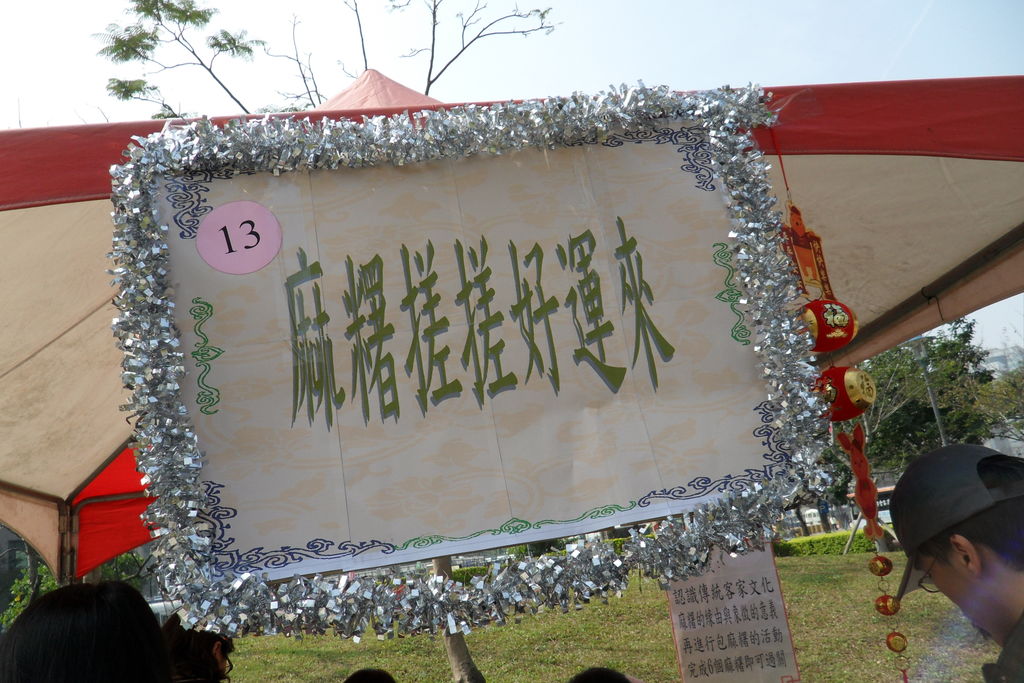 13
麻糬搓搓好運來
福
認識傳統客家文化
麻糬的緣由與象徵的意義
再進行包麻糬的活動
完成6個麻糬即可過關